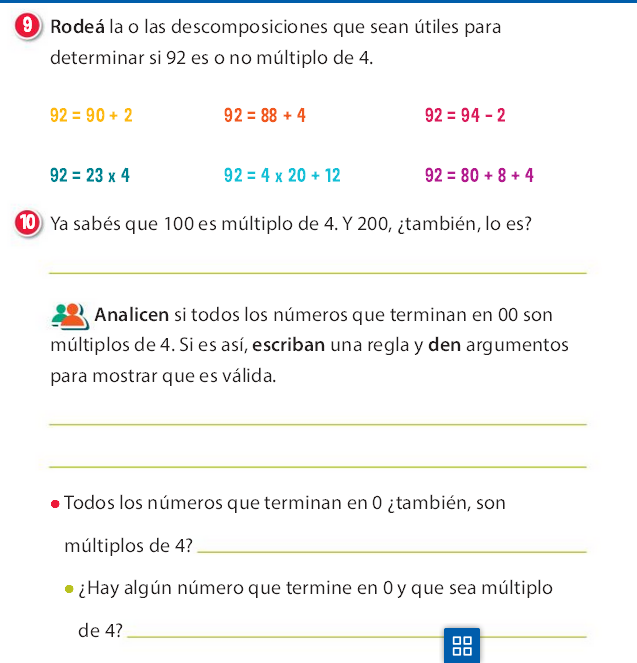 9 Rodeá la o las descomposiciones que sean útiles para
determinar si 92 es o no múltiplo de 4.
92 = 90 + 2 92 = 88 + 4 92 = 94 - 2
92 = 23 x 4 92 = 4 x 20 + 12 92 = 80 + 8 + 4
10 Ya sabés que 100 es múltiplo de 4. Y 200, ¿también, lo es?
Analicen si todos los números que terminan en 00 son
múltiplos de 4. Si es así, escriban una regla y den argumentos
para mostrar que es válida.
• Todos los números que terminan en 0 ¿también, son
múltiplos de 4?
• ¿Hay algún número que termine en 0 y que sea múltiplo
de 4?